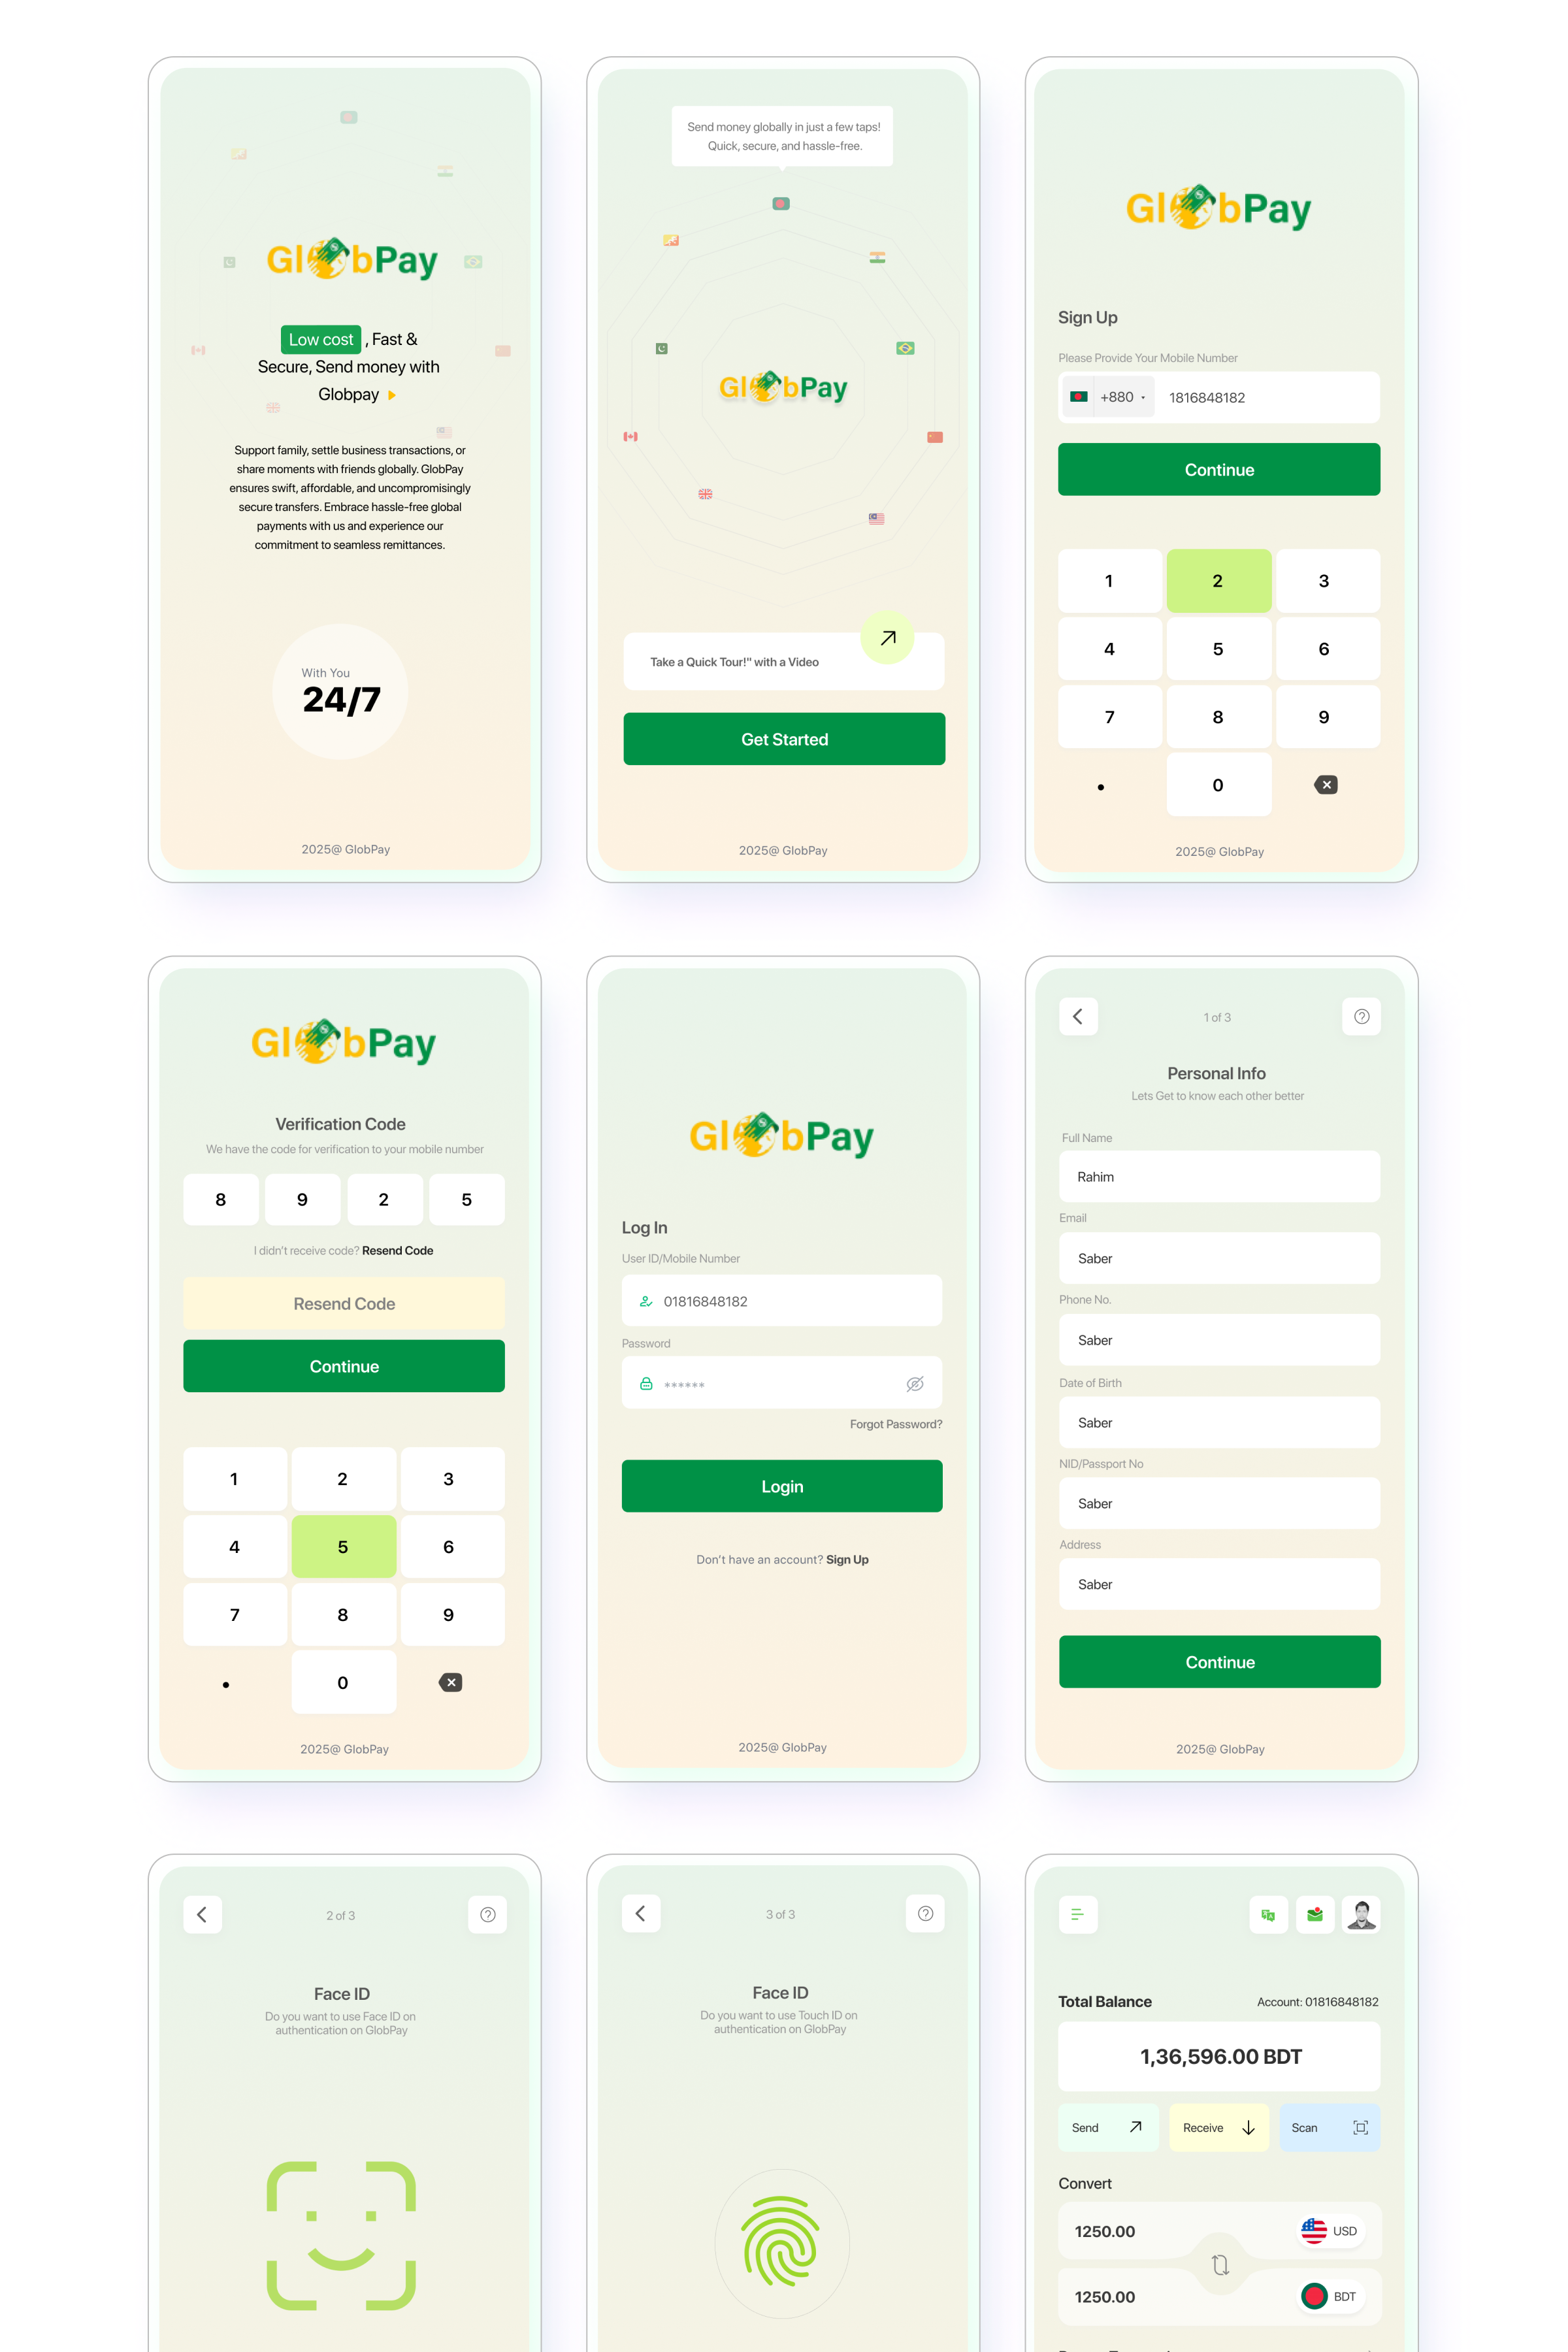 GlobPay
Low cost , Fast &
Secure, Send money with
Globpay
Support family, settle business transactions, or
share moments with friends globally. GlobPay
ensures swift, affordable, and uncompromisingly
secure transfers. Embrace hassle-free global
payments with us and experience our
commitment to seamless remittances.
With You
24/7
2025@ GlobPay
Send money globally in just a few taps!
Quick, secure, and hassle-free.
GlobPay
Take a Quick Tour!" with a Video
Get Started
2025@ GlobPay
GlobPay
Sign Up
Please Provide Your Mobile Number
+880 1816848182
Continue
1 2 3
4 5 6
7 8 9
. 0
2025@ GlobPay
GlobPay
Verification Code
We have the code for verification to your mobile number
8 9 2 5
I didn't receive code? Resend Code
Resend Code
Continue
1 2 3
4 5 6
7 8 9
. 0
2025@ GlobPay
GlobPay
Log In
User ID/Mobile Number
01816848182
Password
******
Forgot Password?
Login
Don't have an account? Sign Up
2025@ GlobPay
1 of 3
Personal Info
Lets Get to know each other better
Full Name
Rahim
Email
Saber
Phone No.
Saber
Date of Birth
Saber
NID/Passport No
Saber
Address
Saber
Continue
2025@ GlobPay
2 of 3
Face ID
Do you want to use Face ID on
authentication on GlobPay
3 of 3
Face ID
Do you want to use Touch ID on
authentication on GlobPay
Total Balance Account: 01816848182
1,36,596.00 BDT
Send Receive Scan
Convert
1250.00 USD
1250.00 BDT